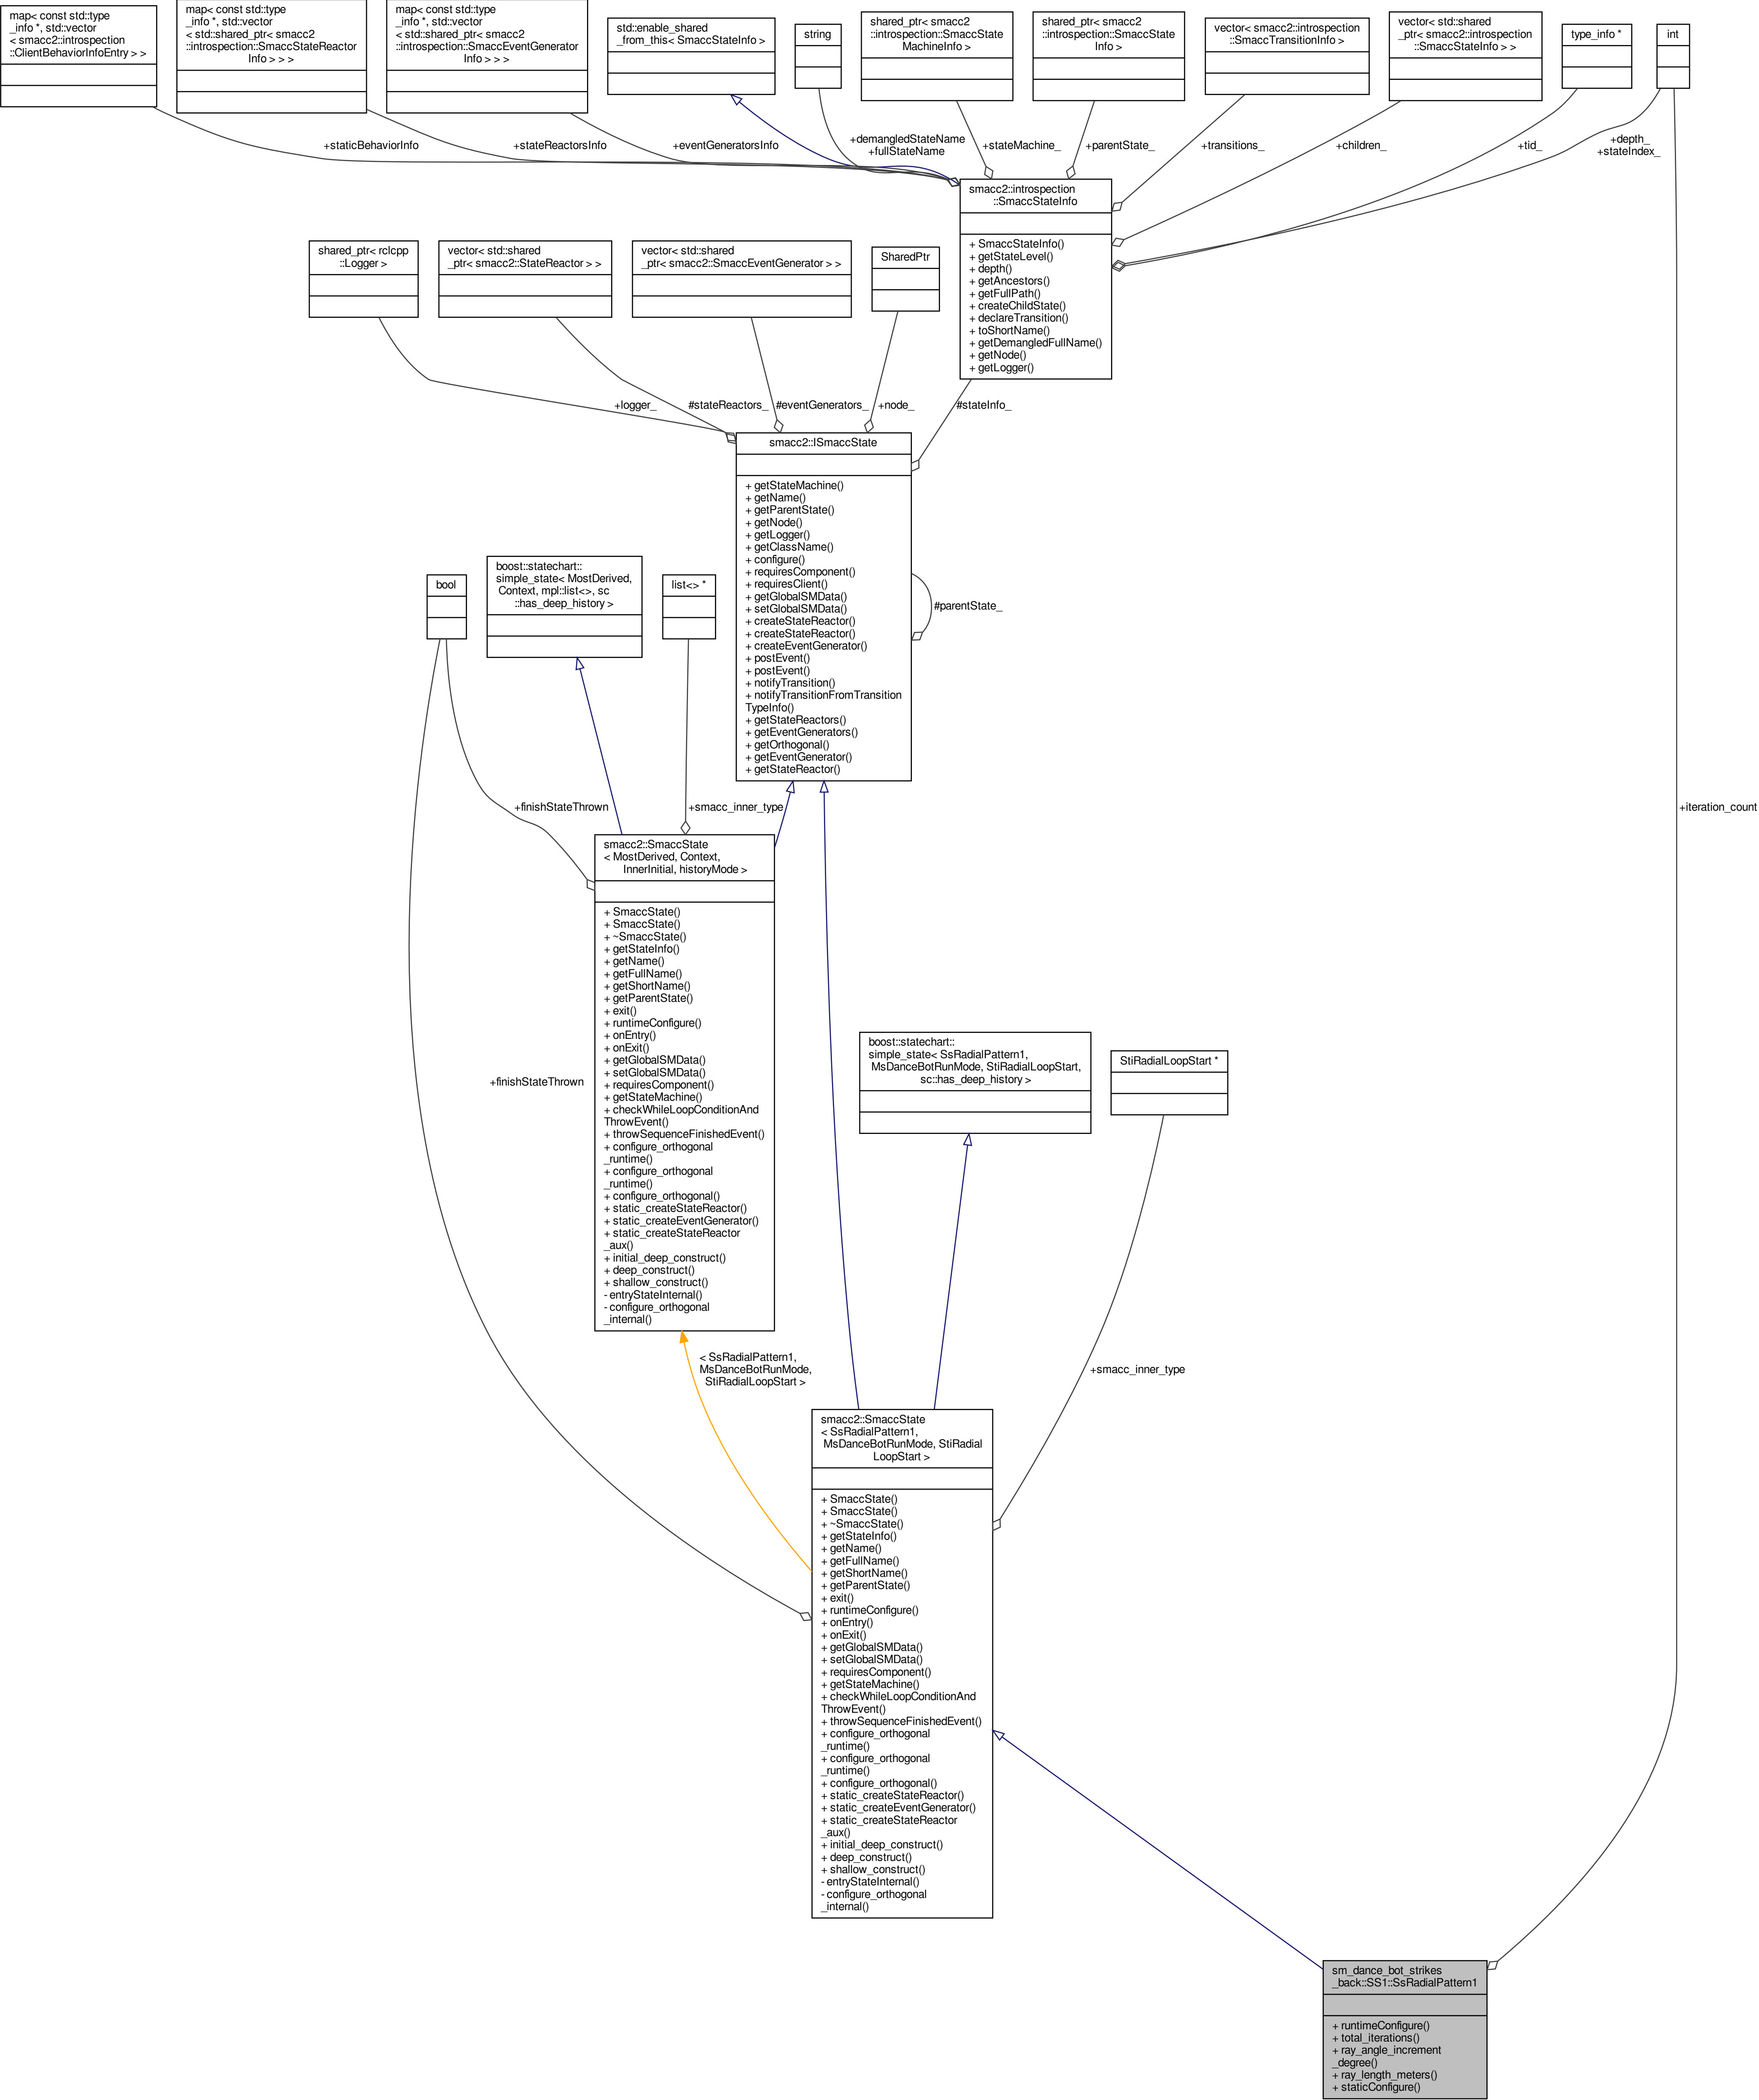 map< const std::type
_info *, std::vector
< smacc2::introspection
::ClientBehaviorInfoEntry > >
map< const std::type
_info *, std::vector
< std::shared_ptr< smacc2
::introspection::SmaccStateReactor
Info > > >
map< const std::type
_info *, std::vector
< std::shared_ptr< smacc2
::introspection::SmaccEventGenerator
Info > > >
std::enable_shared
_from_this< SmaccStateInfo >
string
shared_ptr< smacc2
::introspection::SmaccState
MachineInfo >
shared_ptr< smacc2
::introspection::SmaccState
Info >
vector< smacc2::introspection
::SmaccTransitionInfo >
vector< std::shared
_ptr< smacc2::introspection
::SmaccStateInfo > >
type_info *
int
+staticBehaviorInfo
+stateReactorsInfo
+eventGeneratorsInfo
+demangledStateName
+fullStateName
+stateMachine_
+parentState_
+transitions_
+children_
+tid_
+depth_
+stateIndex_
smacc2::introspection
::SmaccStateInfo
+ SmaccStateInfo()
+ getStateLevel()
+ depth()
+ getAncestors()
+ getFullPath()
+ createChildState()
+ declareTransition()
+ toShortName()
+ getDemangledFullName()
+ getNode()
+ getLogger()
shared_ptr< rclcpp
::Logger >
vector< std::shared
_ptr< smacc2::StateReactor > >
vector< std::shared
_ptr< smacc2::SmaccEventGenerator > >
SharedPtr
+logger_
#stateReactors_
#eventGenerators_
+node_
#stateInfo_
smacc2::ISmaccState
+ getStateMachine()
+ getName()
+ getParentState()
+ getNode()
+ getLogger()
+ getClassName()
+ configure()
+ requiresComponent()
+ requiresClient()
+ getGlobalSMData()
+ setGlobalSMData()
+ createStateReactor()
+ createStateReactor()
+ createEventGenerator()
+ postEvent()
+ postEvent()
+ notifyTransition()
+ notifyTransitionFromTransition
TypeInfo()
+ getStateReactors()
+ getEventGenerators()
+ getOrthogonal()
+ getEventGenerator()
+ getStateReactor()
#parentState_
bool
boost::statechart::
simple_state< MostDerived,
Context, mpl::list<>, sc
::has_deep_history >
list<> *
+finishStateThrown
+smacc_inner_type
+iteration_count
smacc2::SmaccState
< MostDerived, Context,
InnerInitial, historyMode >
+ SmaccState()
+ SmaccState()
+ ~SmaccState()
+ getStateInfo()
+ getName()
+ getFullName()
+ getShortName()
+ getParentState()
+ exit()
+ runtimeConfigure()
+ onEntry()
+ onExit()
+ getGlobalSMData()
+ setGlobalSMData()
+ requiresComponent()
+ getStateMachine()
+ checkWhileLoopConditionAnd
ThrowEvent()
+ throwSequenceFinishedEvent()
+ configure_orthogonal
_runtime()
+ configure_orthogonal
_runtime()
+ configure_orthogonal()
+ static_createStateReactor()
+ static_createEventGenerator()
+ static_createStateReactor
_aux()
+ initial_deep_construct()
+ deep_construct()
+ shallow_construct()
- entryStateInternal()
- configure_orthogonal
_internal()
+finishStateThrown
boost::statechart::
simple_state< SsRadialPattern1,
MsDanceBotRunMode, StiRadialLoopStart,
sc::has_deep_history >
StiRadialLoopStart *
< SsRadialPattern1,
MsDanceBotRunMode,
StiRadialLoopStart >
+smacc_inner_type
smacc2::SmaccState
< SsRadialPattern1,
MsDanceBotRunMode, StiRadial
LoopStart >
+ SmaccState()
+ SmaccState()
+ ~SmaccState()
+ getStateInfo()
+ getName()
+ getFullName()
+ getShortName()
+ getParentState()
+ exit()
+ runtimeConfigure()
+ onEntry()
+ onExit()
+ getGlobalSMData()
+ setGlobalSMData()
+ requiresComponent()
+ getStateMachine()
+ checkWhileLoopConditionAnd
ThrowEvent()
+ throwSequenceFinishedEvent()
+ configure_orthogonal
_runtime()
+ configure_orthogonal
_runtime()
+ configure_orthogonal()
+ static_createStateReactor()
+ static_createEventGenerator()
+ static_createStateReactor
_aux()
+ initial_deep_construct()
+ deep_construct()
+ shallow_construct()
- entryStateInternal()
- configure_orthogonal
_internal()
sm_dance_bot_strikes
_back::SS1::SsRadialPattern1
+ runtimeConfigure()
+ total_iterations()
+ ray_angle_increment
_degree()
+ ray_length_meters()
+ staticConfigure()